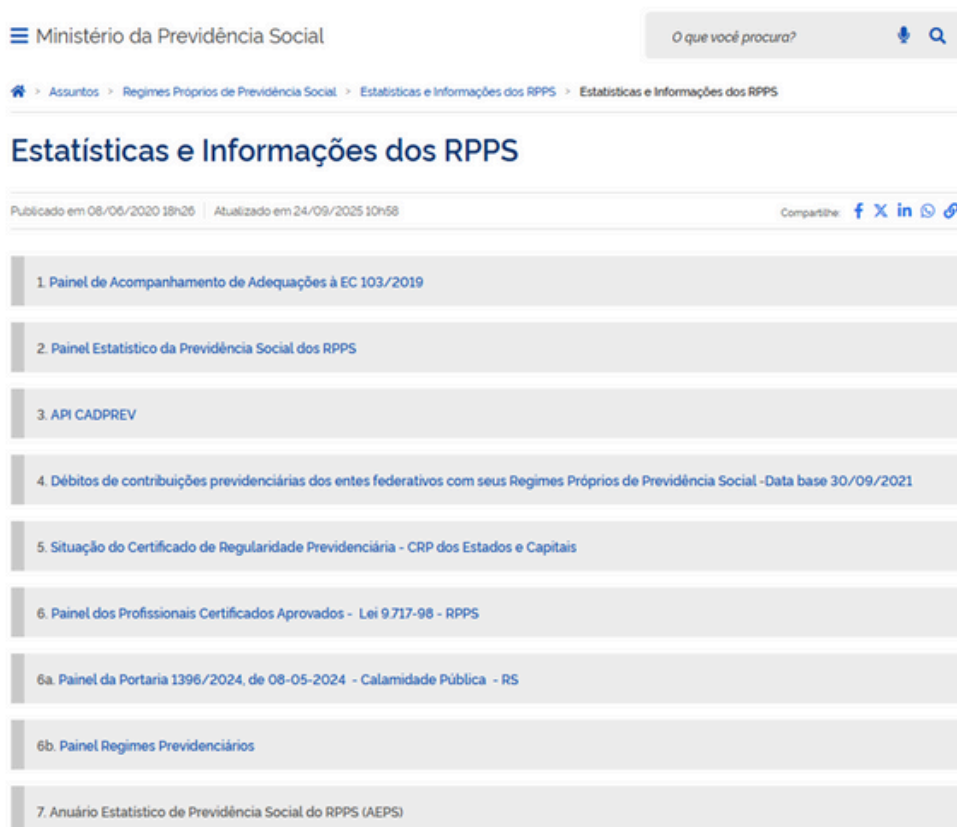 Ministério da Previdência Social
O que você procura?
> Assuntos > Regimes Próprios de Previdência Social > Estatísticas e Informações dos RPPS > Estatísticas e Informações dos RPPS
Estatísticas e Informações dos RPPS
Publicado em 08/06/2020 18h26 | Atualizado em 24/09/2025 10h58
Compartilhe:
1. Painel de Acompanhamento de Adequações à EC 103/2019
2. Painel Estatístico da Previdência Social dos RPPS
3. API CADPREV
4. Débitos de contribuições previdenciárias dos entes federativos com seus Regimes Próprios de Previdência Social -Data base 30/09/2021
5. Situação do Certificado de Regularidade Previdenciária - CRP dos Estados e Capitais
6. Painel dos Profissionais Certificados Aprovados - Lei 9.717-98 - RPPS
6a. Painel da Portaria 1396/2024, de 08-05-2024 - Calamidade Pública - RS
6b. Painel Regimes Previdenciários
7. Anuário Estatístico de Previdência Social do RPPS (AEPS)